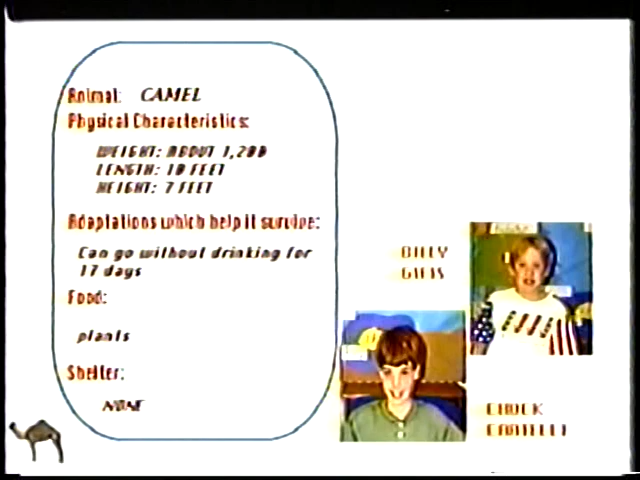 Animal: CAMEL
Physical Characteristics:
WEIGHT: ABOUT 1,200
LENGTH: 10 FEET
HEIGHT: 7 FEET
Adaptations which help it survive:
Can go without drinking for
17 days
Food:
plants
Shelter:
NONE
BILLY
CHUCK